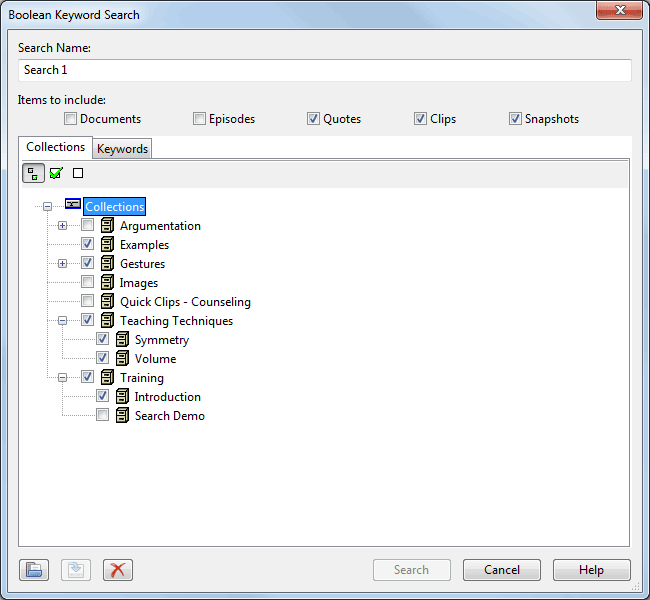 Boolean Keyword Search
Search Name:
Search 1
Items to include:
Documents Episodes Quotes Clips Snapshots
Collections Keywords
Collections
Argumentation
Examples
Gestures
Images
Quick Clips - Counseling
Teaching Techniques
Symmetry
Volume
Training
Introduction
Search Demo
Search Cancel Help